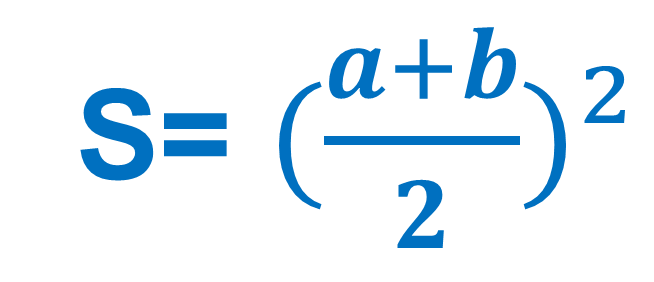 S= (a+b/2)²